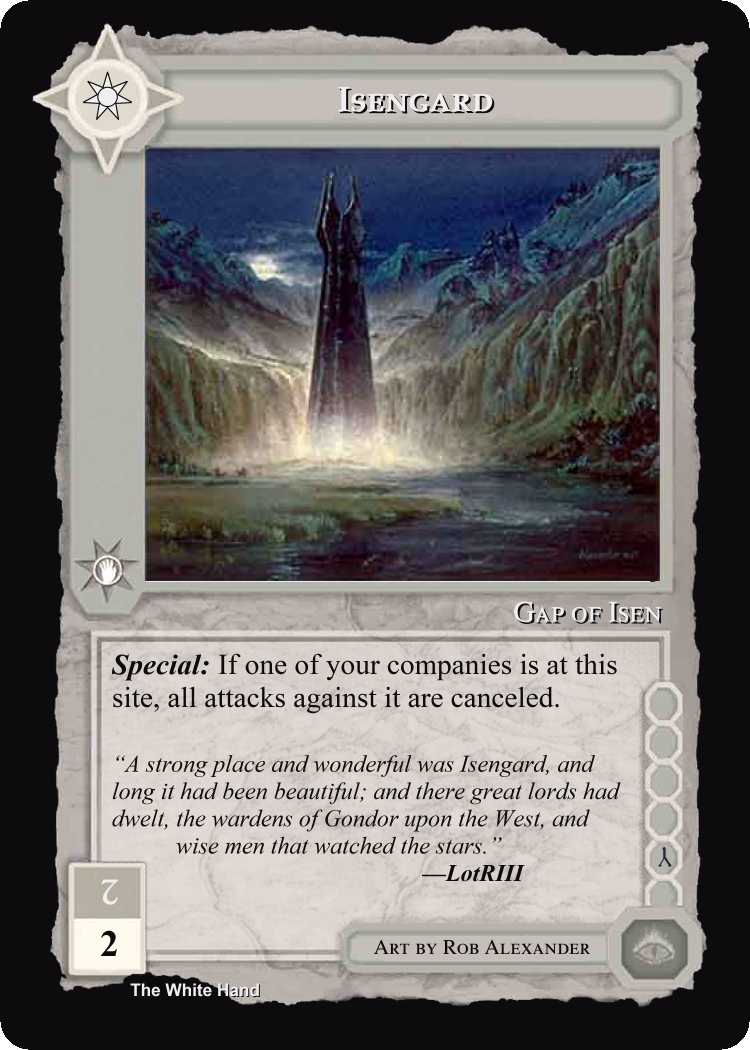 Isengard
Gap of Isen
Special: If one of your companies is at this
site, all attacks against it are canceled.
“A strong place and wonderful was Isengard, and
long it had been beautiful; and there great lords had
dwelt, the wardens of Gondor upon the West, and
wise men that watched the stars.”
—LotRIII
2
2
Art by Rob Alexander
The White Hand